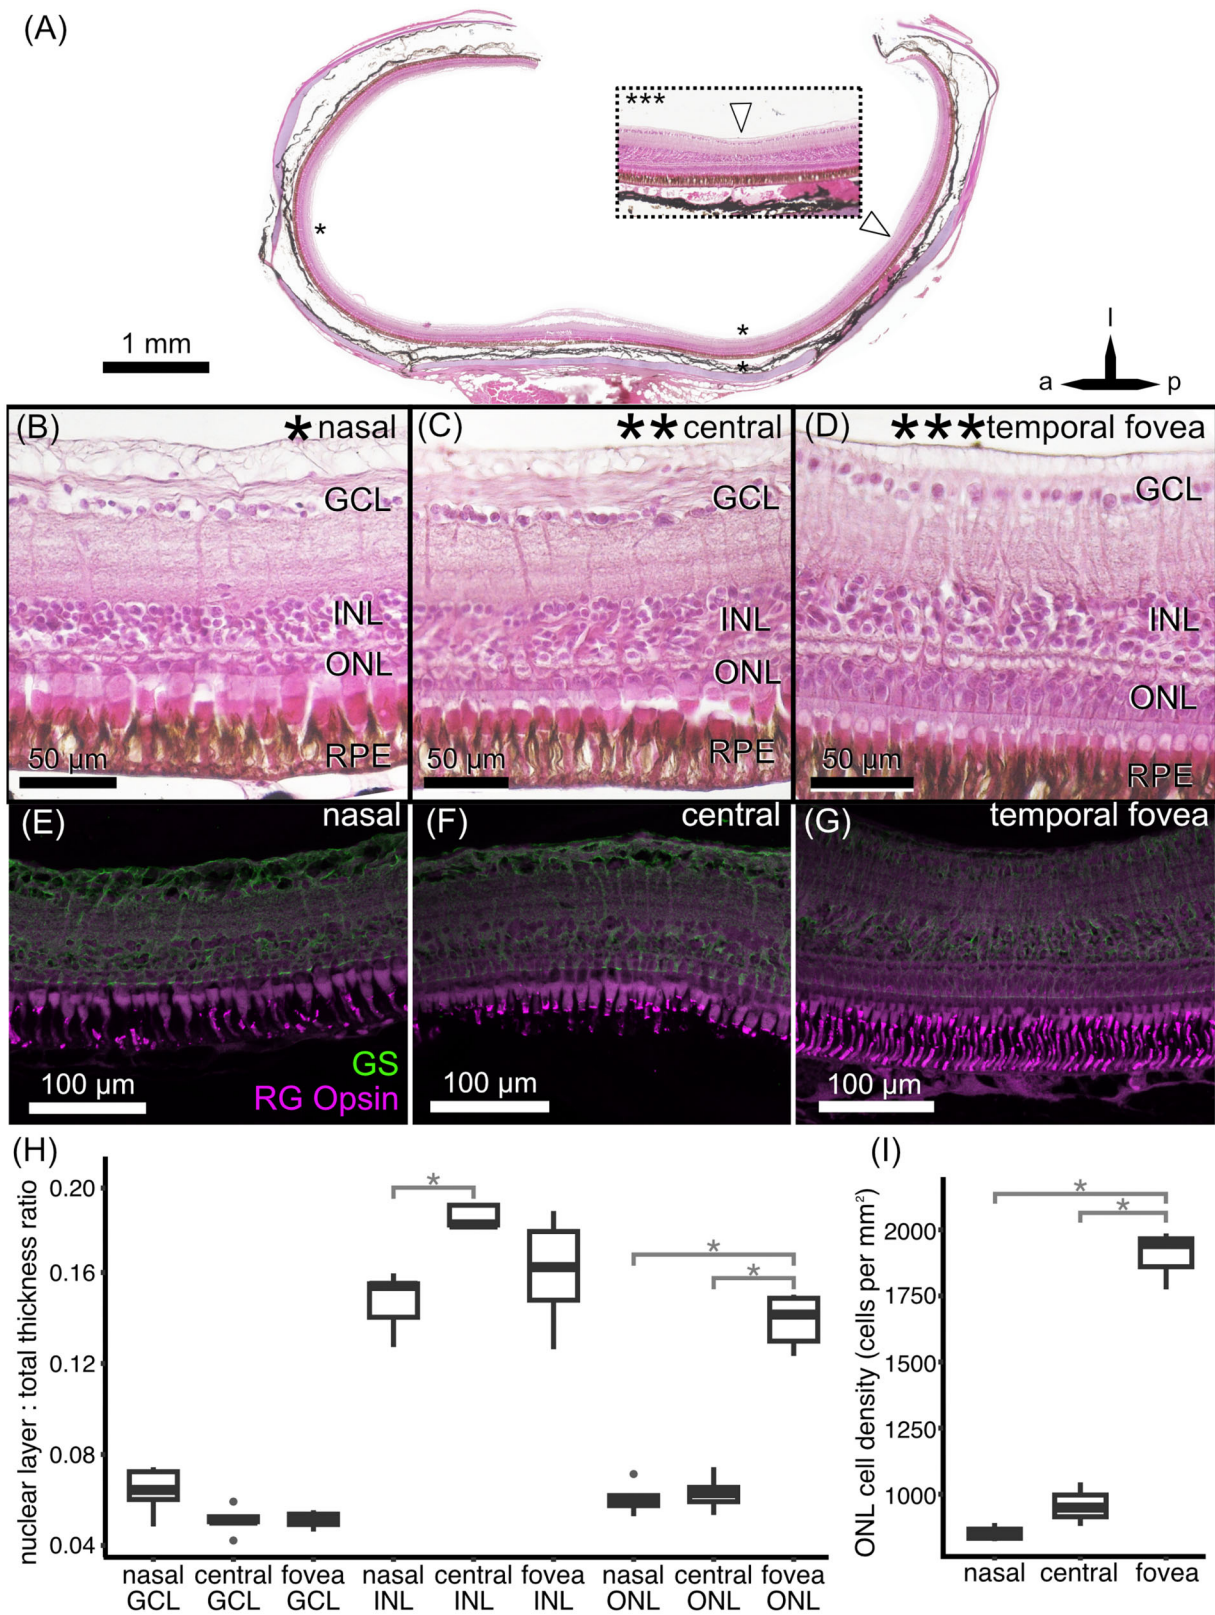 (A)
***
*
*
*
1 mm
l
a p
(B) * nasal
GCL
INL
ONL
RPE
50 µm
(C) ** central
GCL
INL
ONL
RPE
50 µm
(D) *** temporal fovea
GCL
INL
ONL
RPE
50 µm
(E) nasal
GS
RG Opsin
100 µm
(F) central
100 µm
(G) temporal fovea
100 µm
(H)
nuclear layer : total thickness ratio
0.20
0.16
0.12
0.08
0.04
*
*
*
nasal central fovea nasal central fovea nasal central fovea
GCL GCL GCL INL INL INL ONL ONL ONL
(I)
ONL cell density (cells per mm²)
2000
1750
1500
1250
1000
*
*
nasal central fovea